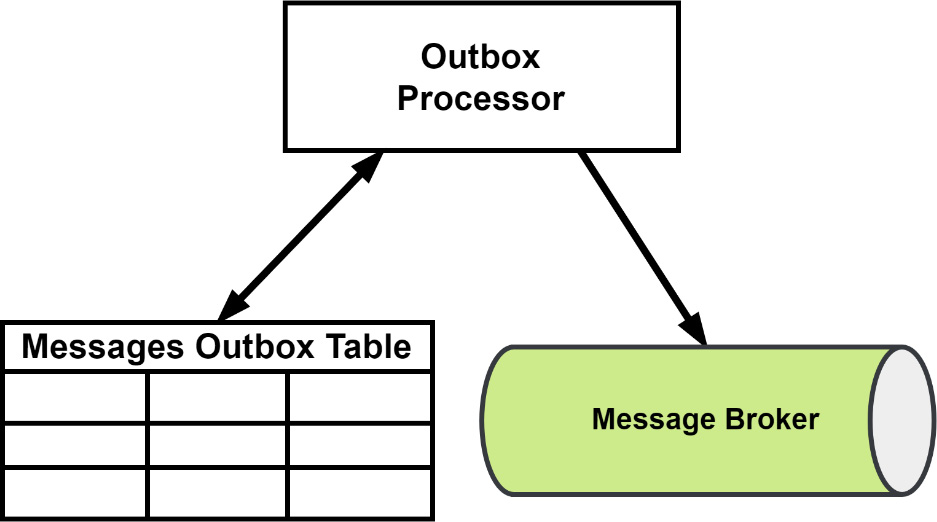 Outbox
Processor
Messages Outbox Table
Message Broker